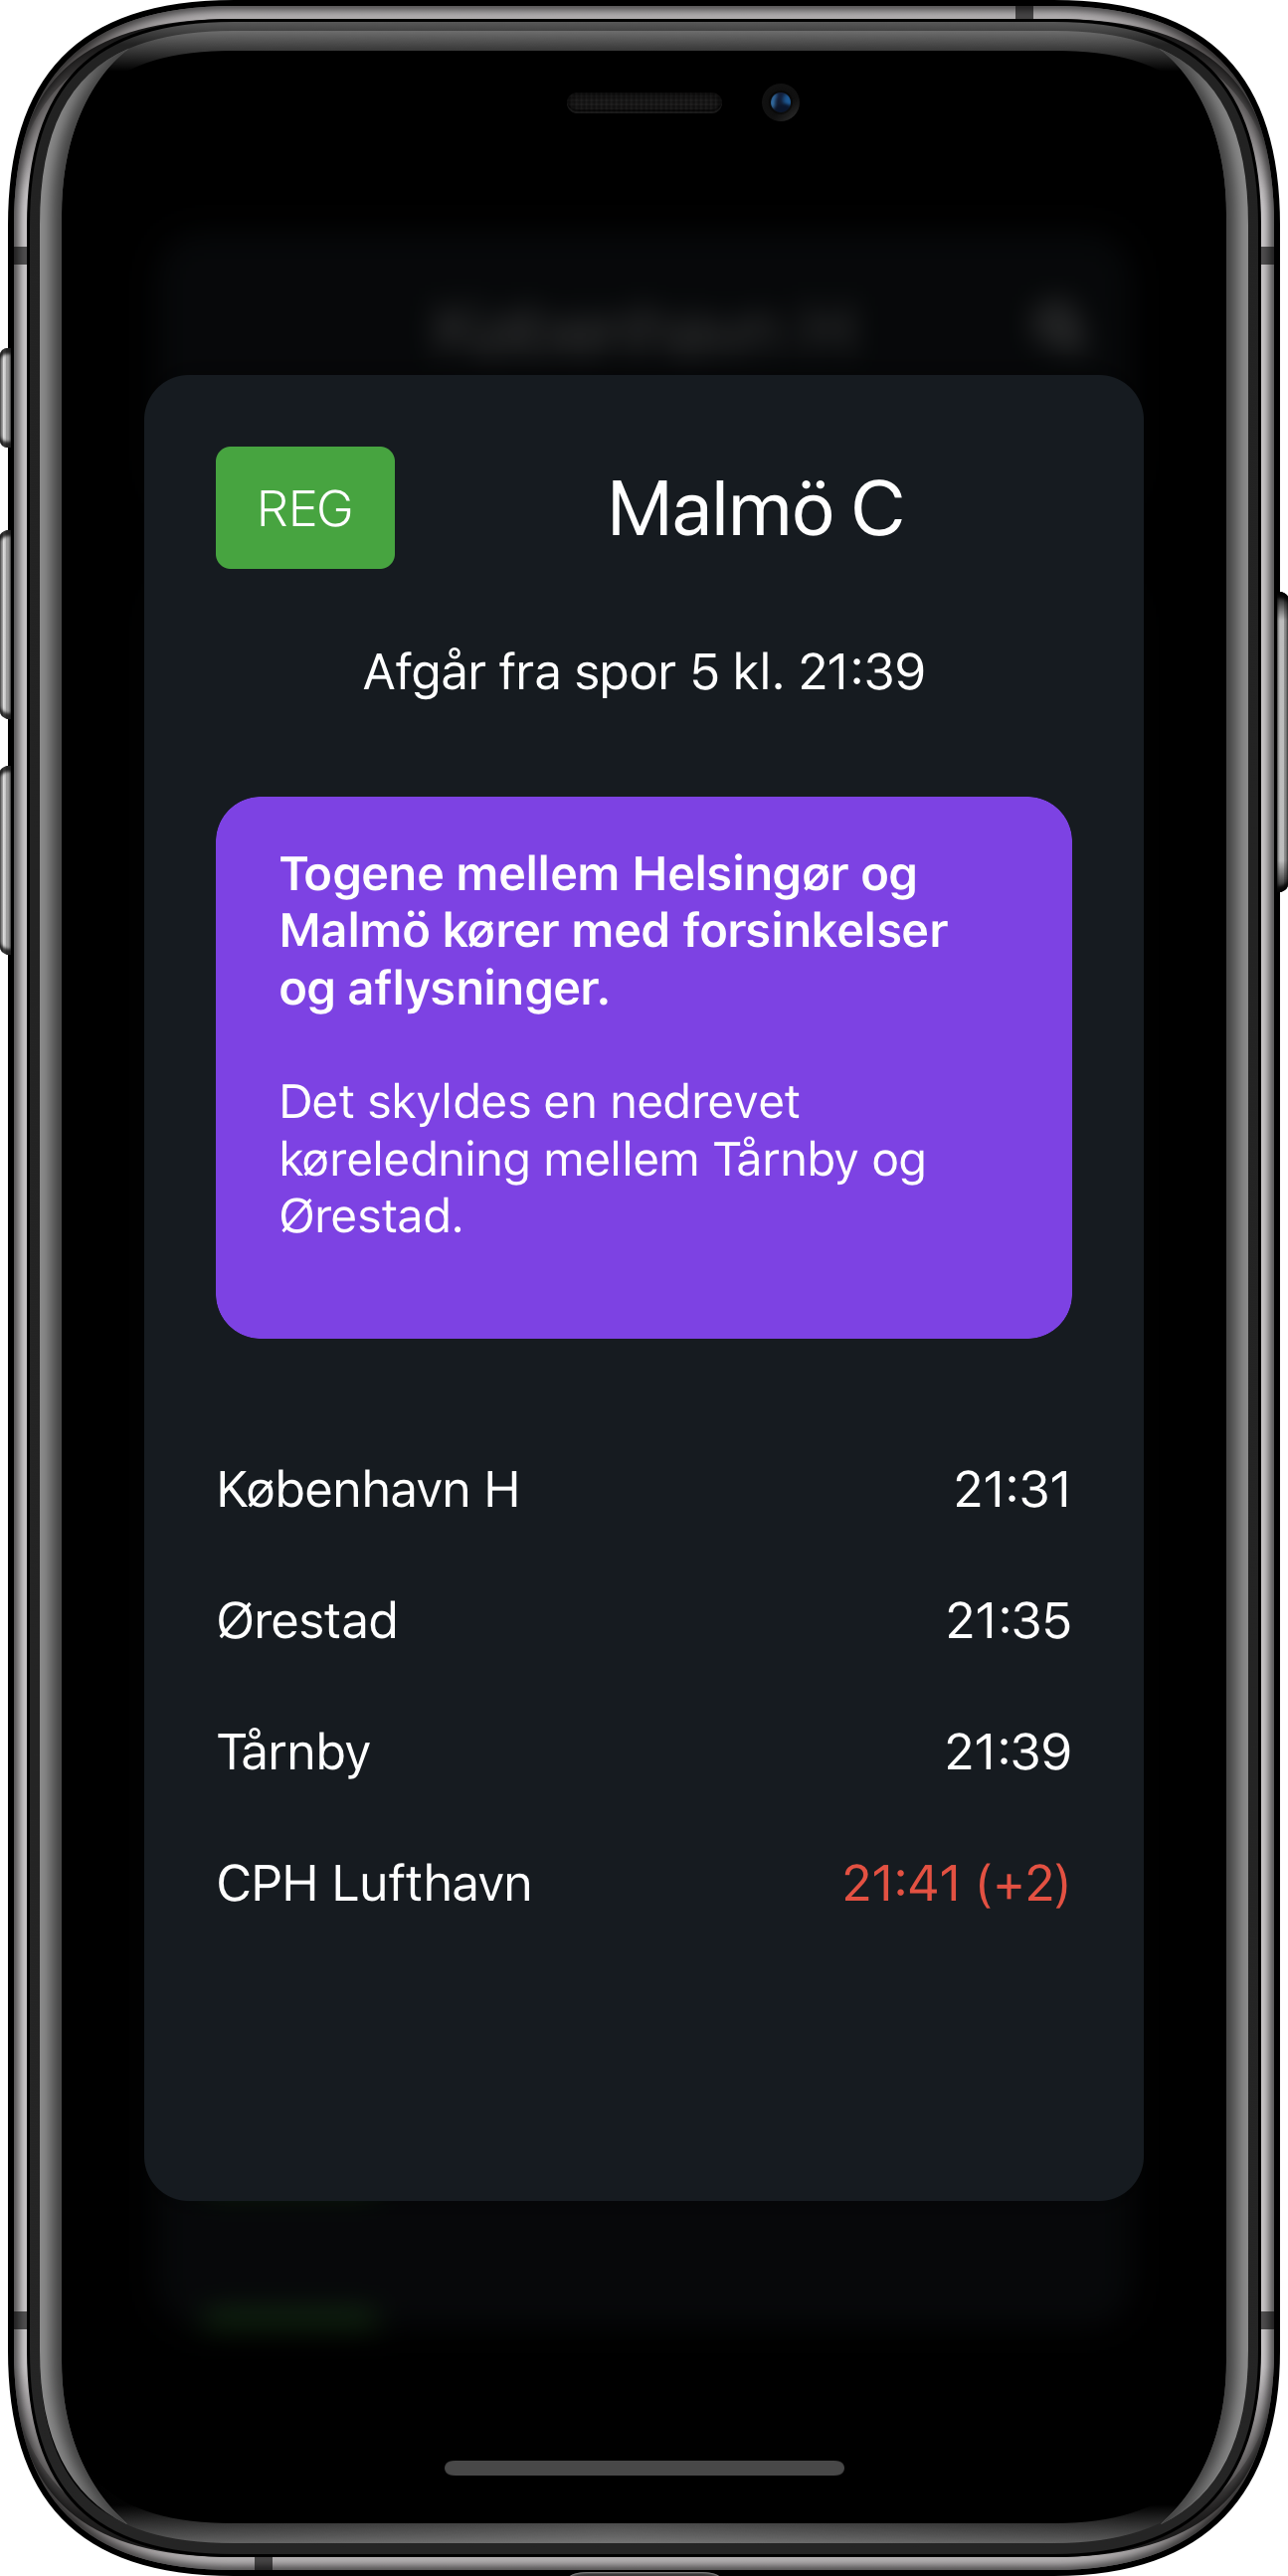 REG
Malmö C
Afgår fra spor 5 kl. 21:39
Togene mellem Helsingør og
Malmö kører med forsinkelser
og aflysninger.
Det skyldes en nedrevet
køreledning mellem Tårnby og
Ørestad.
København H 21:31
Ørestad 21:35
Tårnby 21:39
CPH Lufthavn 21:41 (+2)